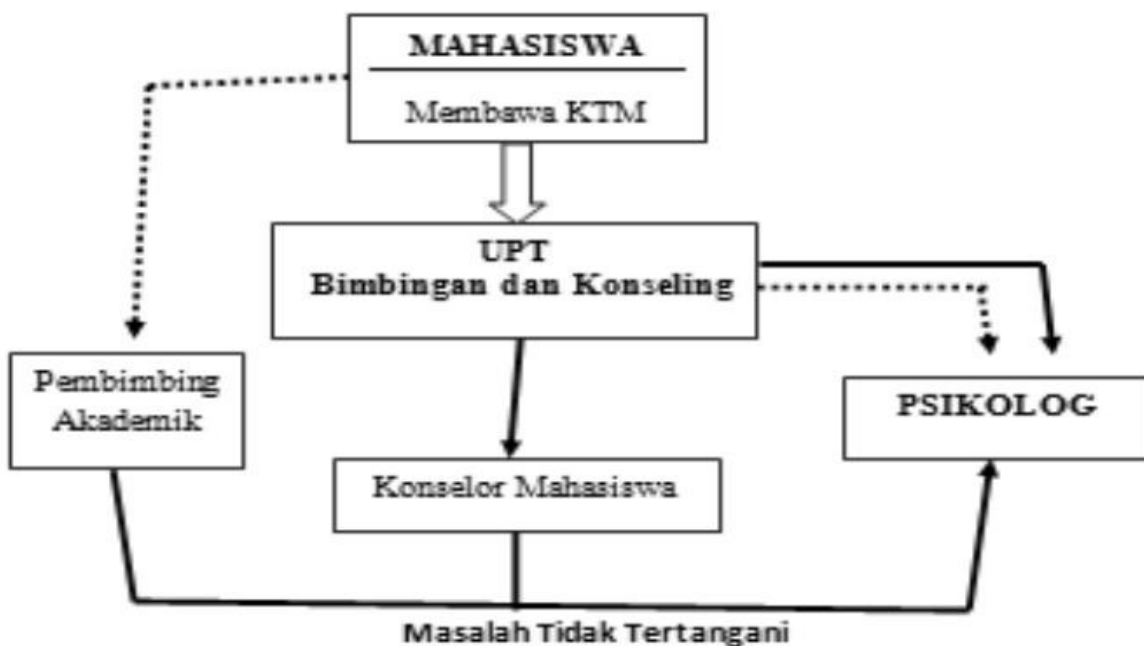 MAHASISWA
Membawa KTM
UPT
Bimbingan dan Konseling
Pembimbing
Akademik
PSIKOLOG
Konselor Mahasiswa
Masalah Tidak Tertangani